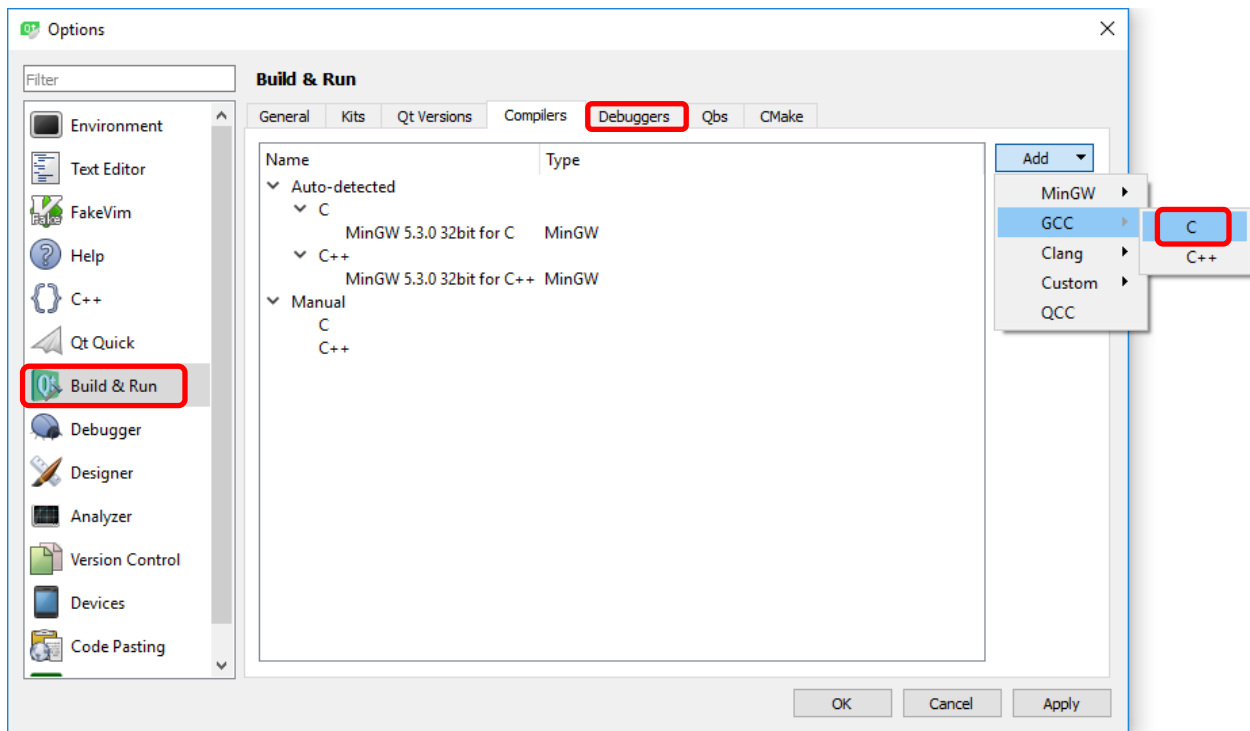 Options
Filter
Build & Run
Environment
Text Editor
FakeVim
Help
C++
Qt Quick
Build & Run
Debugger
Designer
Analyzer
Version Control
Devices
Code Pasting
General Kits Qt Versions Compilers Debuggers Qbs CMake
Name Type
Auto-detected
C
MinGW 5.3.0 32bit for C MinGW
C++
MinGW 5.3.0 32bit for C++ MinGW
Manual
C
C++
Add
MinGW
GCC
Clang
Custom
QCC
C
C++
OK Cancel Apply